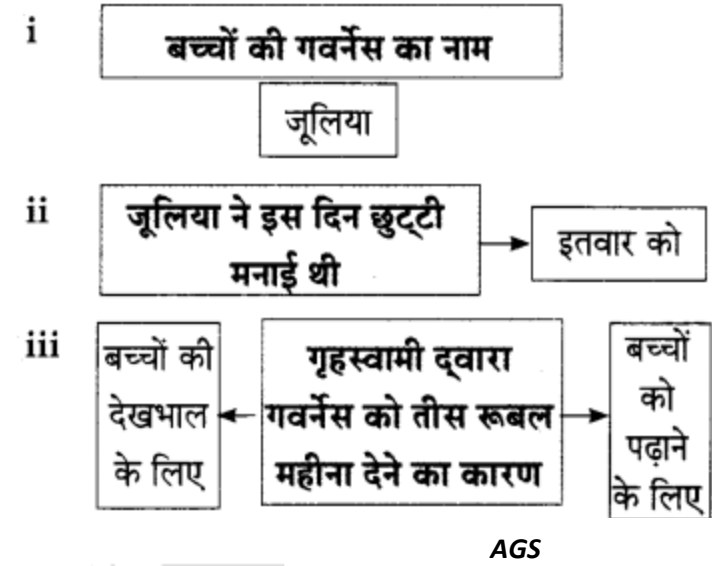 i
बच्चों की गवर्नेस का नाम
जूलिया
ii
जूलिया ने इस दिन छुट्‌टी
मनाई थी
इतवार को
iii
बच्चों की
देखभाल
के लिए
गृहस्वामी द्‌वारा
गवर्नेस को तीस रूबल
महीना देने का कारण
बच्चों
को
पढ़ाने
के लिए
AGS